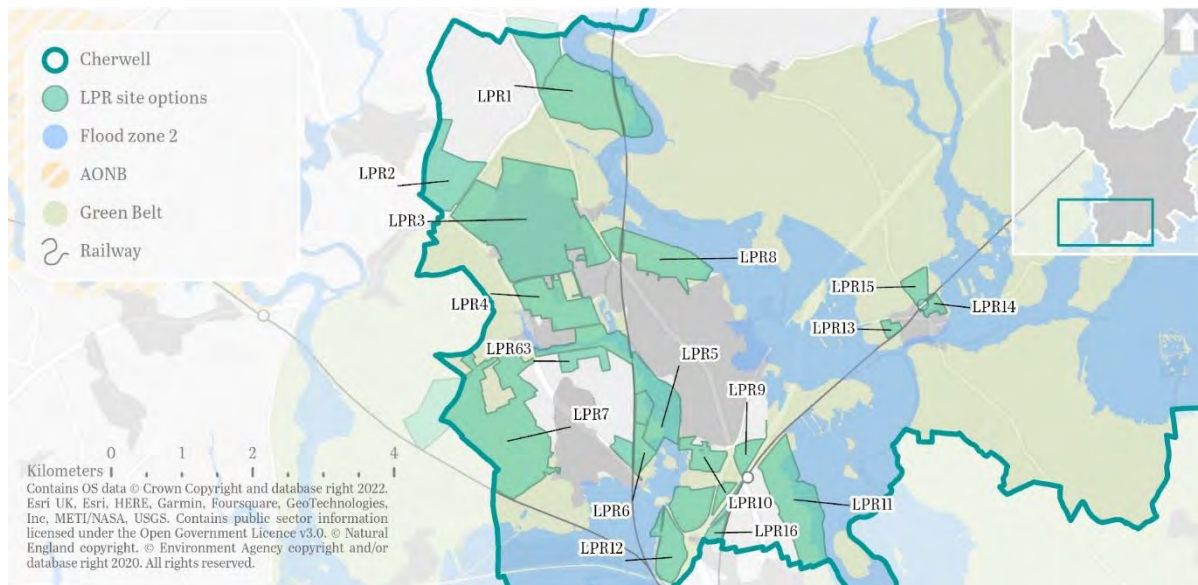 Cherwell
LPR site options
Flood zone 2
AONB
Green Belt
Railway
LPR1
LPR2
LPR3
LPR8
LPR15
LPR14
LPR4
LPR13
LPR63
LPR5
LPR9
LPR7
LPR10
LPR11
LPR6
LPR16
LPR12
0 1 2 4
Kilometers
Contains OS data © Crown Copyright and database right 2022.
Esri UK, Esri, HERE, Garmin, Foursquare, GeoTechnologies,
Inc, METI/NASA, USGS. Contains public sector information
licensed under the Open Government Licence v3.0. © Natural
England copyright. © Environment Agency copyright and/or
database right 2020. All rights reserved.